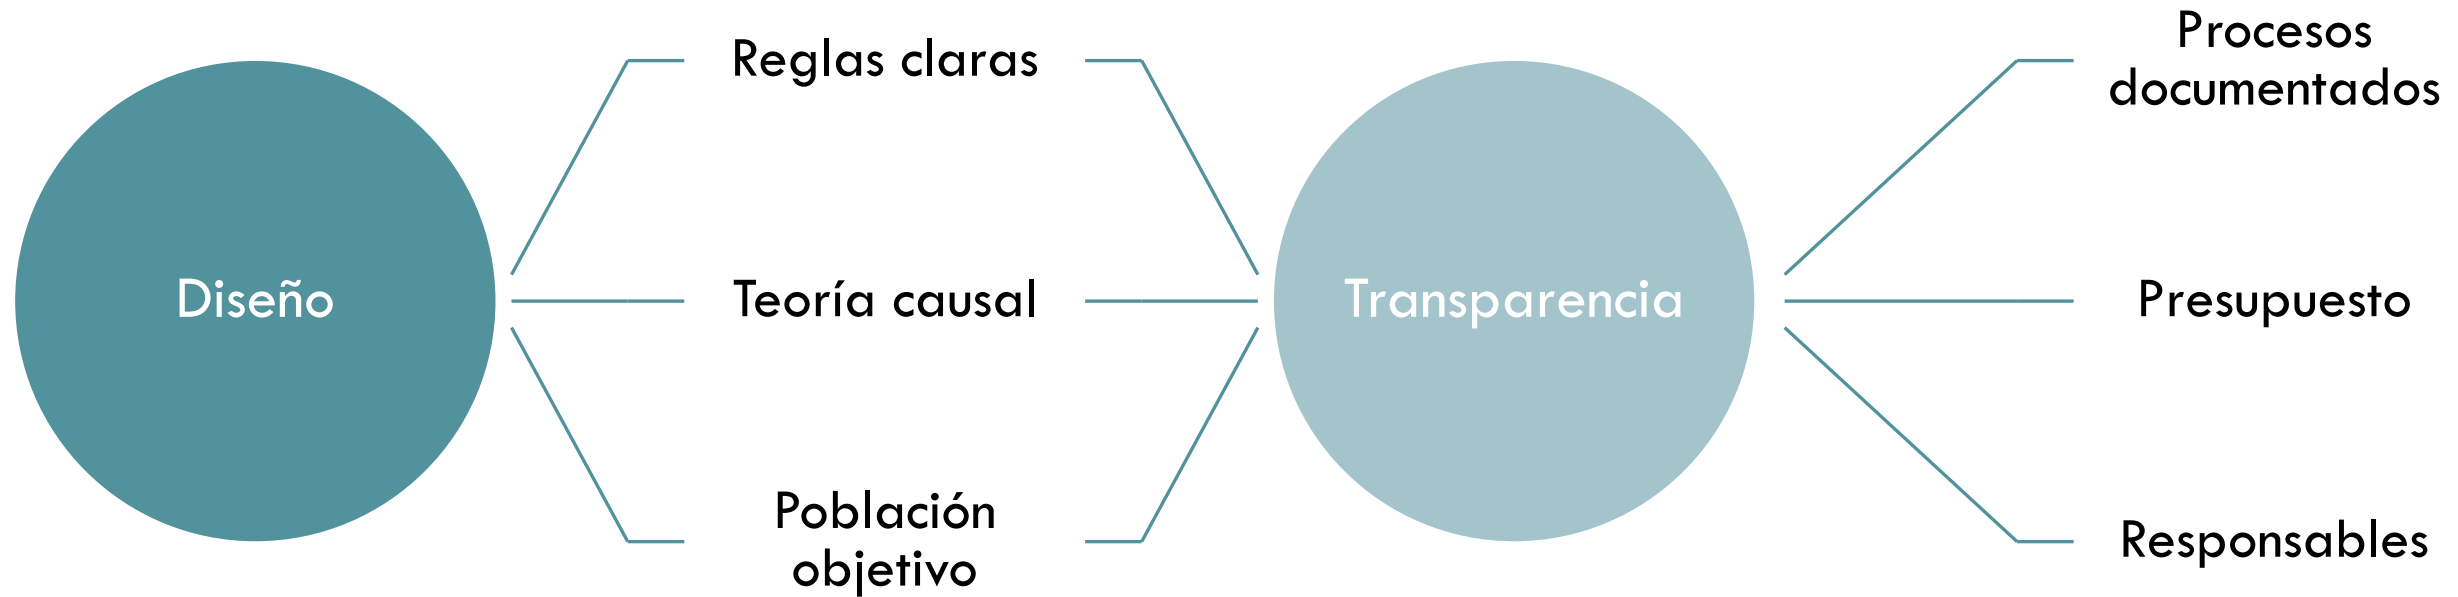 Diseño
Reglas claras
Teoría causal
Población
objetivo
Transparencia
Procesos
documentados
Presupuesto
Responsables